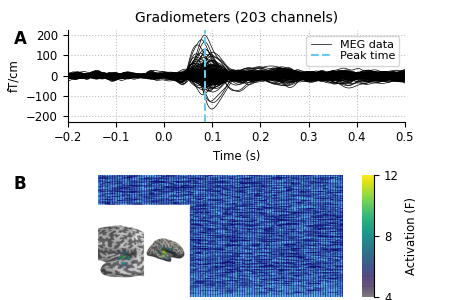 Gradiometers (203 channels)
A
200
100
0
−100
−200
fT/cm
MEG data
Peak time
−0.2 −0.1 0.0 0.1 0.2 0.3 0.4 0.5
Time (s)
B
12
8
4
Activation (F)